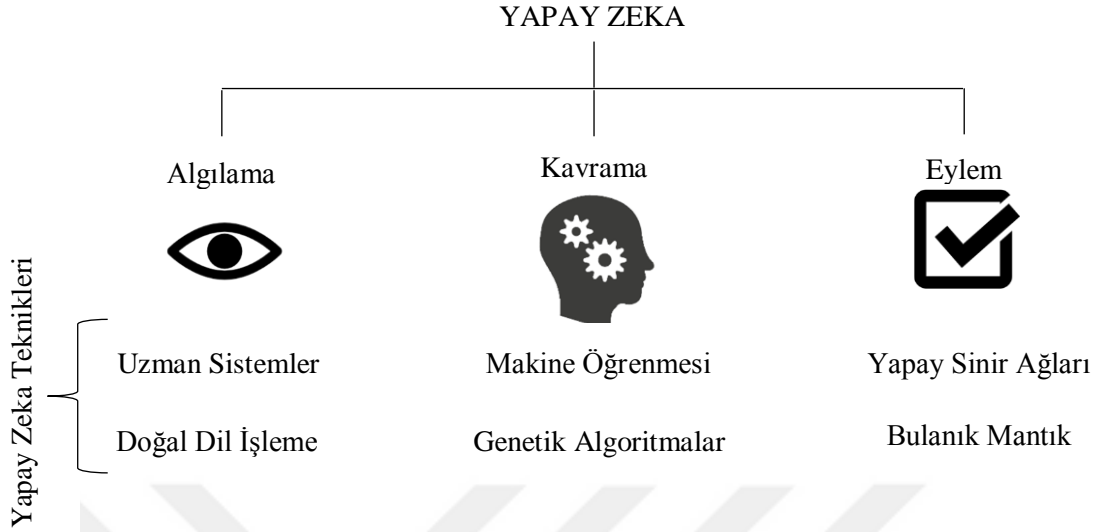 YAPAY ZEKA
Algılama
Kavrama
Eylem
Yapay Zeka Teknikleri
Uzman Sistemler
Makine Öğrenmesi
Yapay Sinir Ağları
Doğal Dil İşleme
Genetik Algoritmalar
Bulanık Mantık